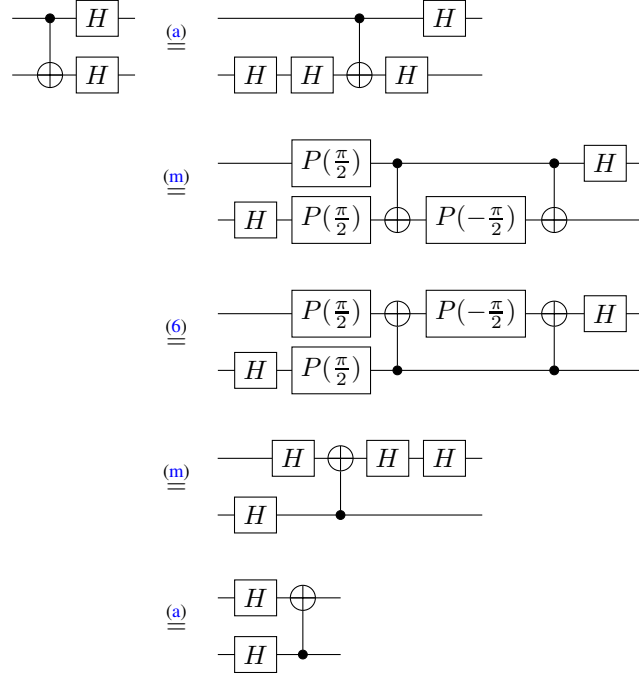 H (a) H
H = H H H
(m) P(π/2) H
= H P(π/2) P(−π/2)
(6) P(π/2) P(−π/2) H
= H P(π/2)
(m) H H H
= H
(a) H
= H